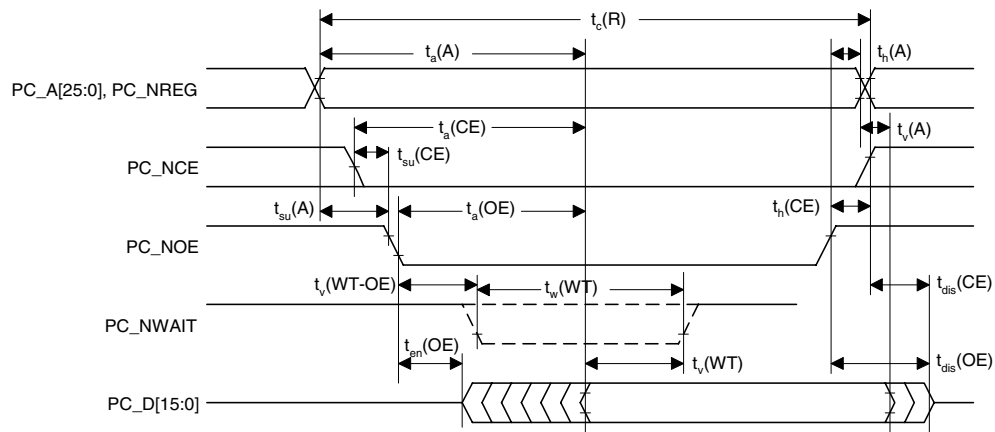 t_c(R)
t_a(A)
t_h(A)
PC_A[25:0], PC_NREG
t_a(CE)
t_v(A)
t_su(CE)
PC_NCE
t_su(A)
t_a(OE)
t_h(CE)
PC_NOE
t_v(WT-OE)
t_w(WT)
t_dis(CE)
PC_NWAIT
t_en(OE)
t_v(WT)
t_dis(OE)
PC_D[15:0]